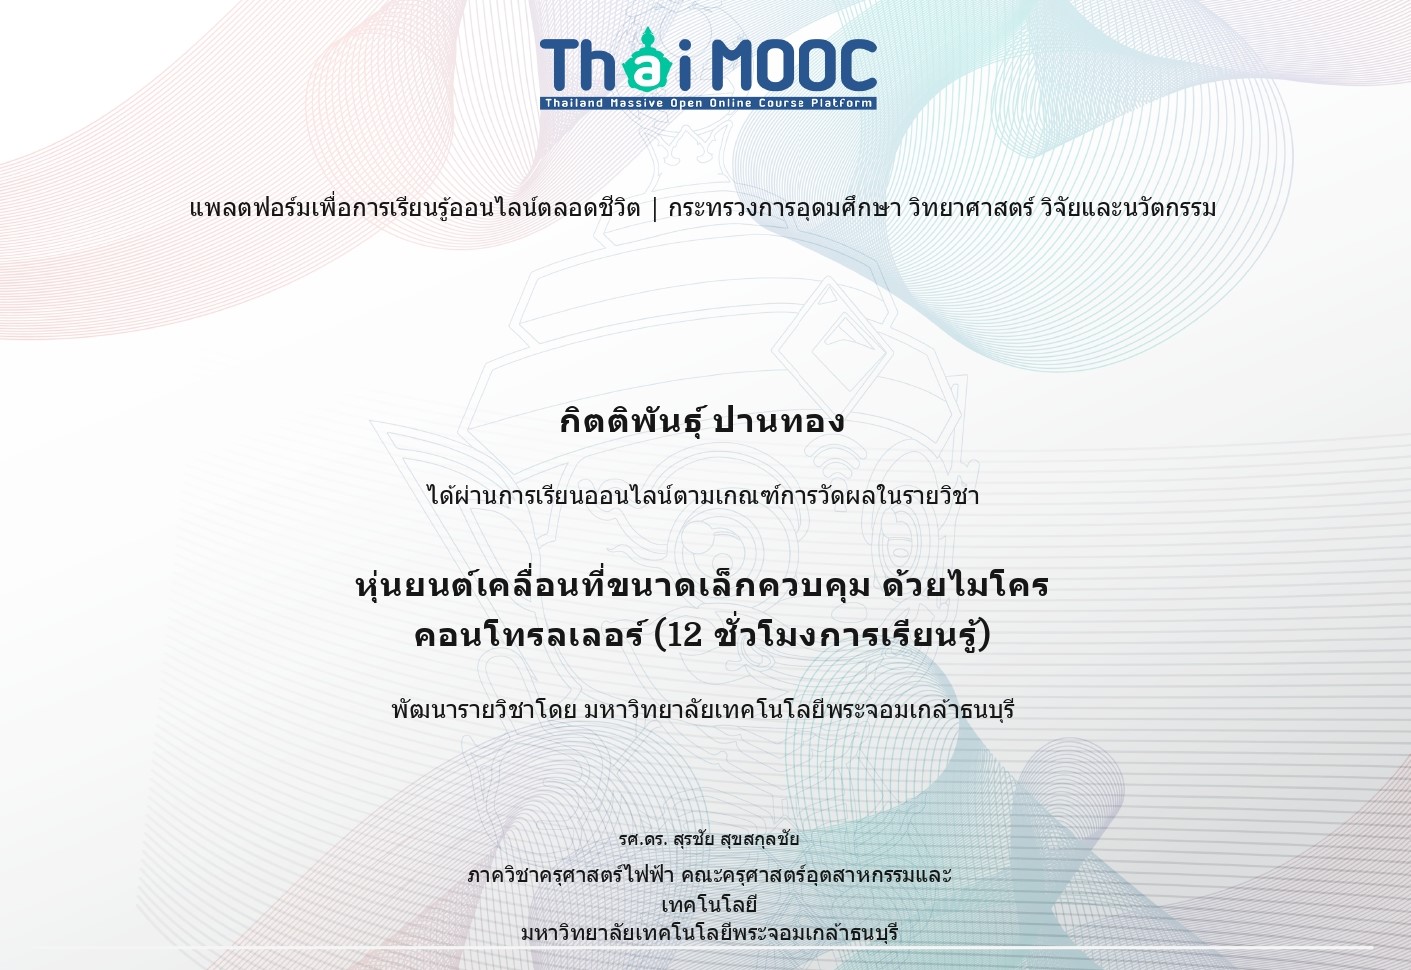 Thai MOOC
Thailand Massive Open Online Course Platform
แพลตฟอร์มเพื่อการเรียนรู้ออนไลน์ตลอดชีวิต | กระทรวงการอุดมศึกษา วิทยาศาสตร์ วิจัยและนวัตกรรม
กิตติพันธุ์ ปานทอง
ได้ผ่านการเรียนออนไลน์ตามเกณฑ์การวัดผลในรายวิชา
หุ่นยนต์เคลื่อนที่ขนาดเล็กควบคุม ด้วยไมโคร
คอนโทรลเลอร์ (12 ชั่วโมงการเรียนรู้)
พัฒนารายวิชาโดย มหาวิทยาลัยเทคโนโลยีพระจอมเกล้าธนบุรี
รศ.ดร. สุรชัย สุขสกุลชัย
ภาควิชาครุศาสตร์ไฟฟ้า คณะครุศาสตร์อุตสาหกรรมและ
เทคโนโลยี
มหาวิทยาลัยเทคโนโลยีพระจอมเกล้าธนบุรี